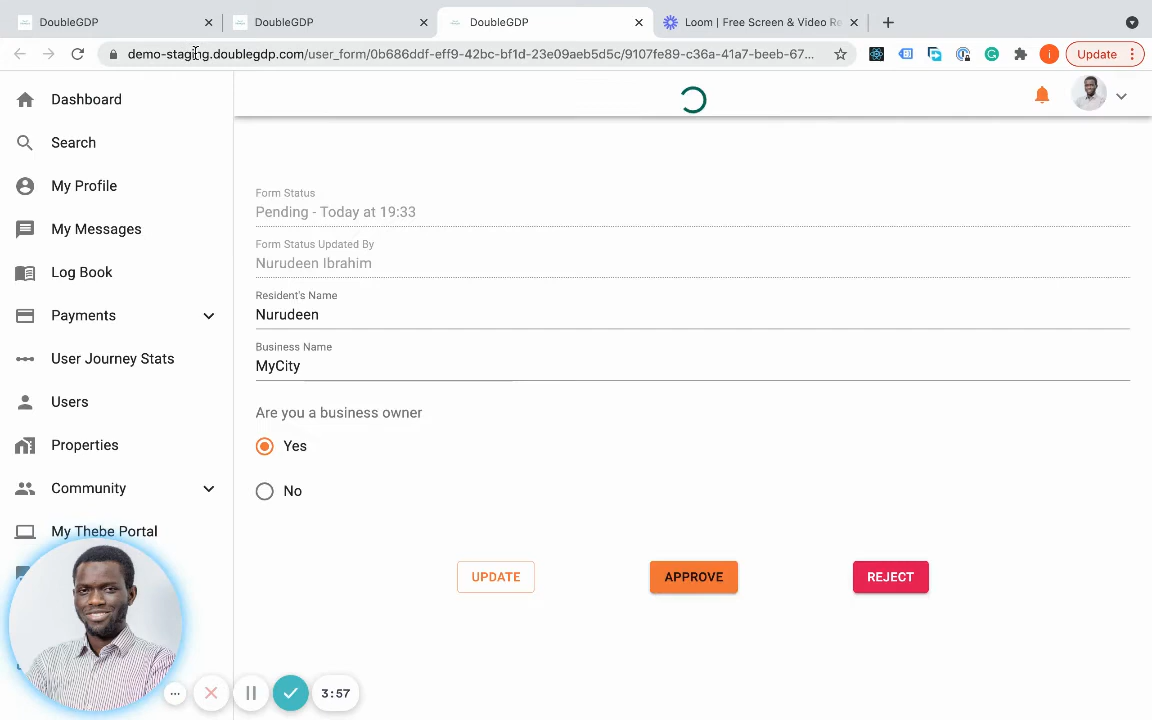 DoubleGDP
DoubleGDP
DoubleGDP
Loom | Free Screen & Video Re
demo-staging.doublegdp.com/user_form/0b686ddf-eff9-42bc-bf1d-23e09aeb5d5c/9107fe89-c36a-41a7-beeb-67...
i
Update
Dashboard
Search
My Profile
My Messages
Log Book
Payments
User Journey Stats
Users
Properties
Community
My Thebe Portal
Form Status
Pending - Today at 19:33
Form Status Updated By
Nurudeen Ibrahim
Resident's Name
Nurudeen
Business Name
MyCity
Are you a business owner
Yes
No
UPDATE
APPROVE
REJECT
3:57